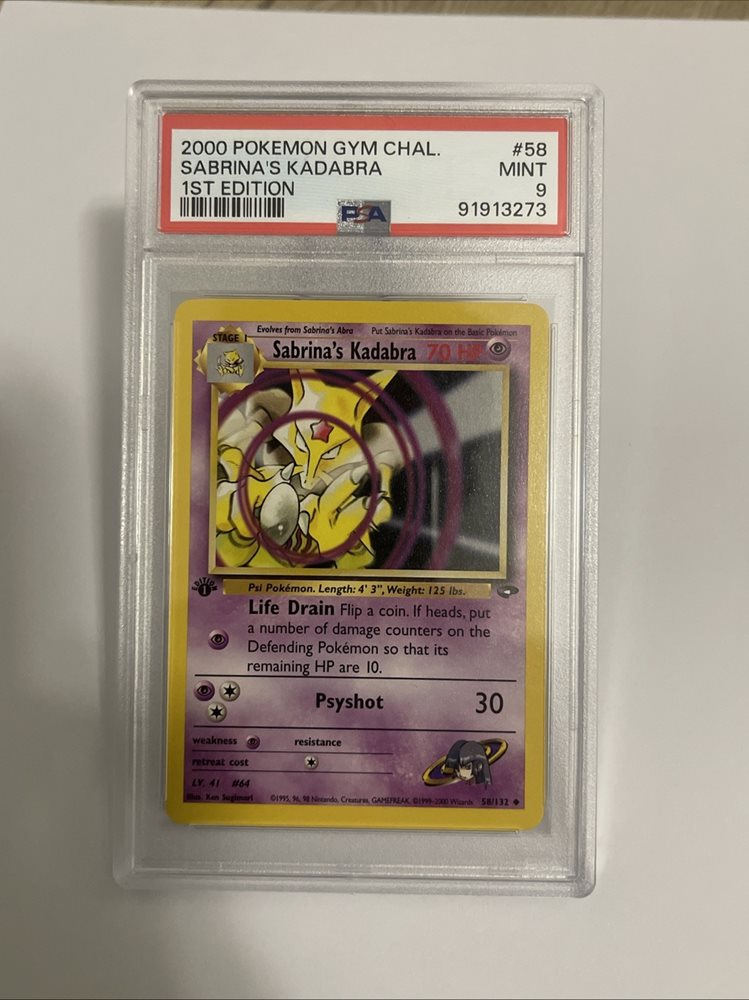 2000 POKEMON GYM CHAL. #58
SABRINA'S KADABRA MINT
1ST EDITION 9
PSA 91913273
Evolves from Sabrina's Abra Put Sabrina's Kadabra on the Basic Pokémon
STAGE 1
Sabrina's Kadabra 70 HP
EDITION 1
Psi Pokémon. Length: 4' 3", Weight: 125 lbs.
Life Drain Flip a coin. If heads, put
a number of damage counters on the
Defending Pokémon so that its
remaining HP are 10.
Psyshot 30
weakness resistance
retreat cost
LV. 41 #64
Illus. Ken Sugimori ©1995, 96, 98 Nintendo, Creatures, GAMEFREAK. ©1999-2000 Wizards 58/132